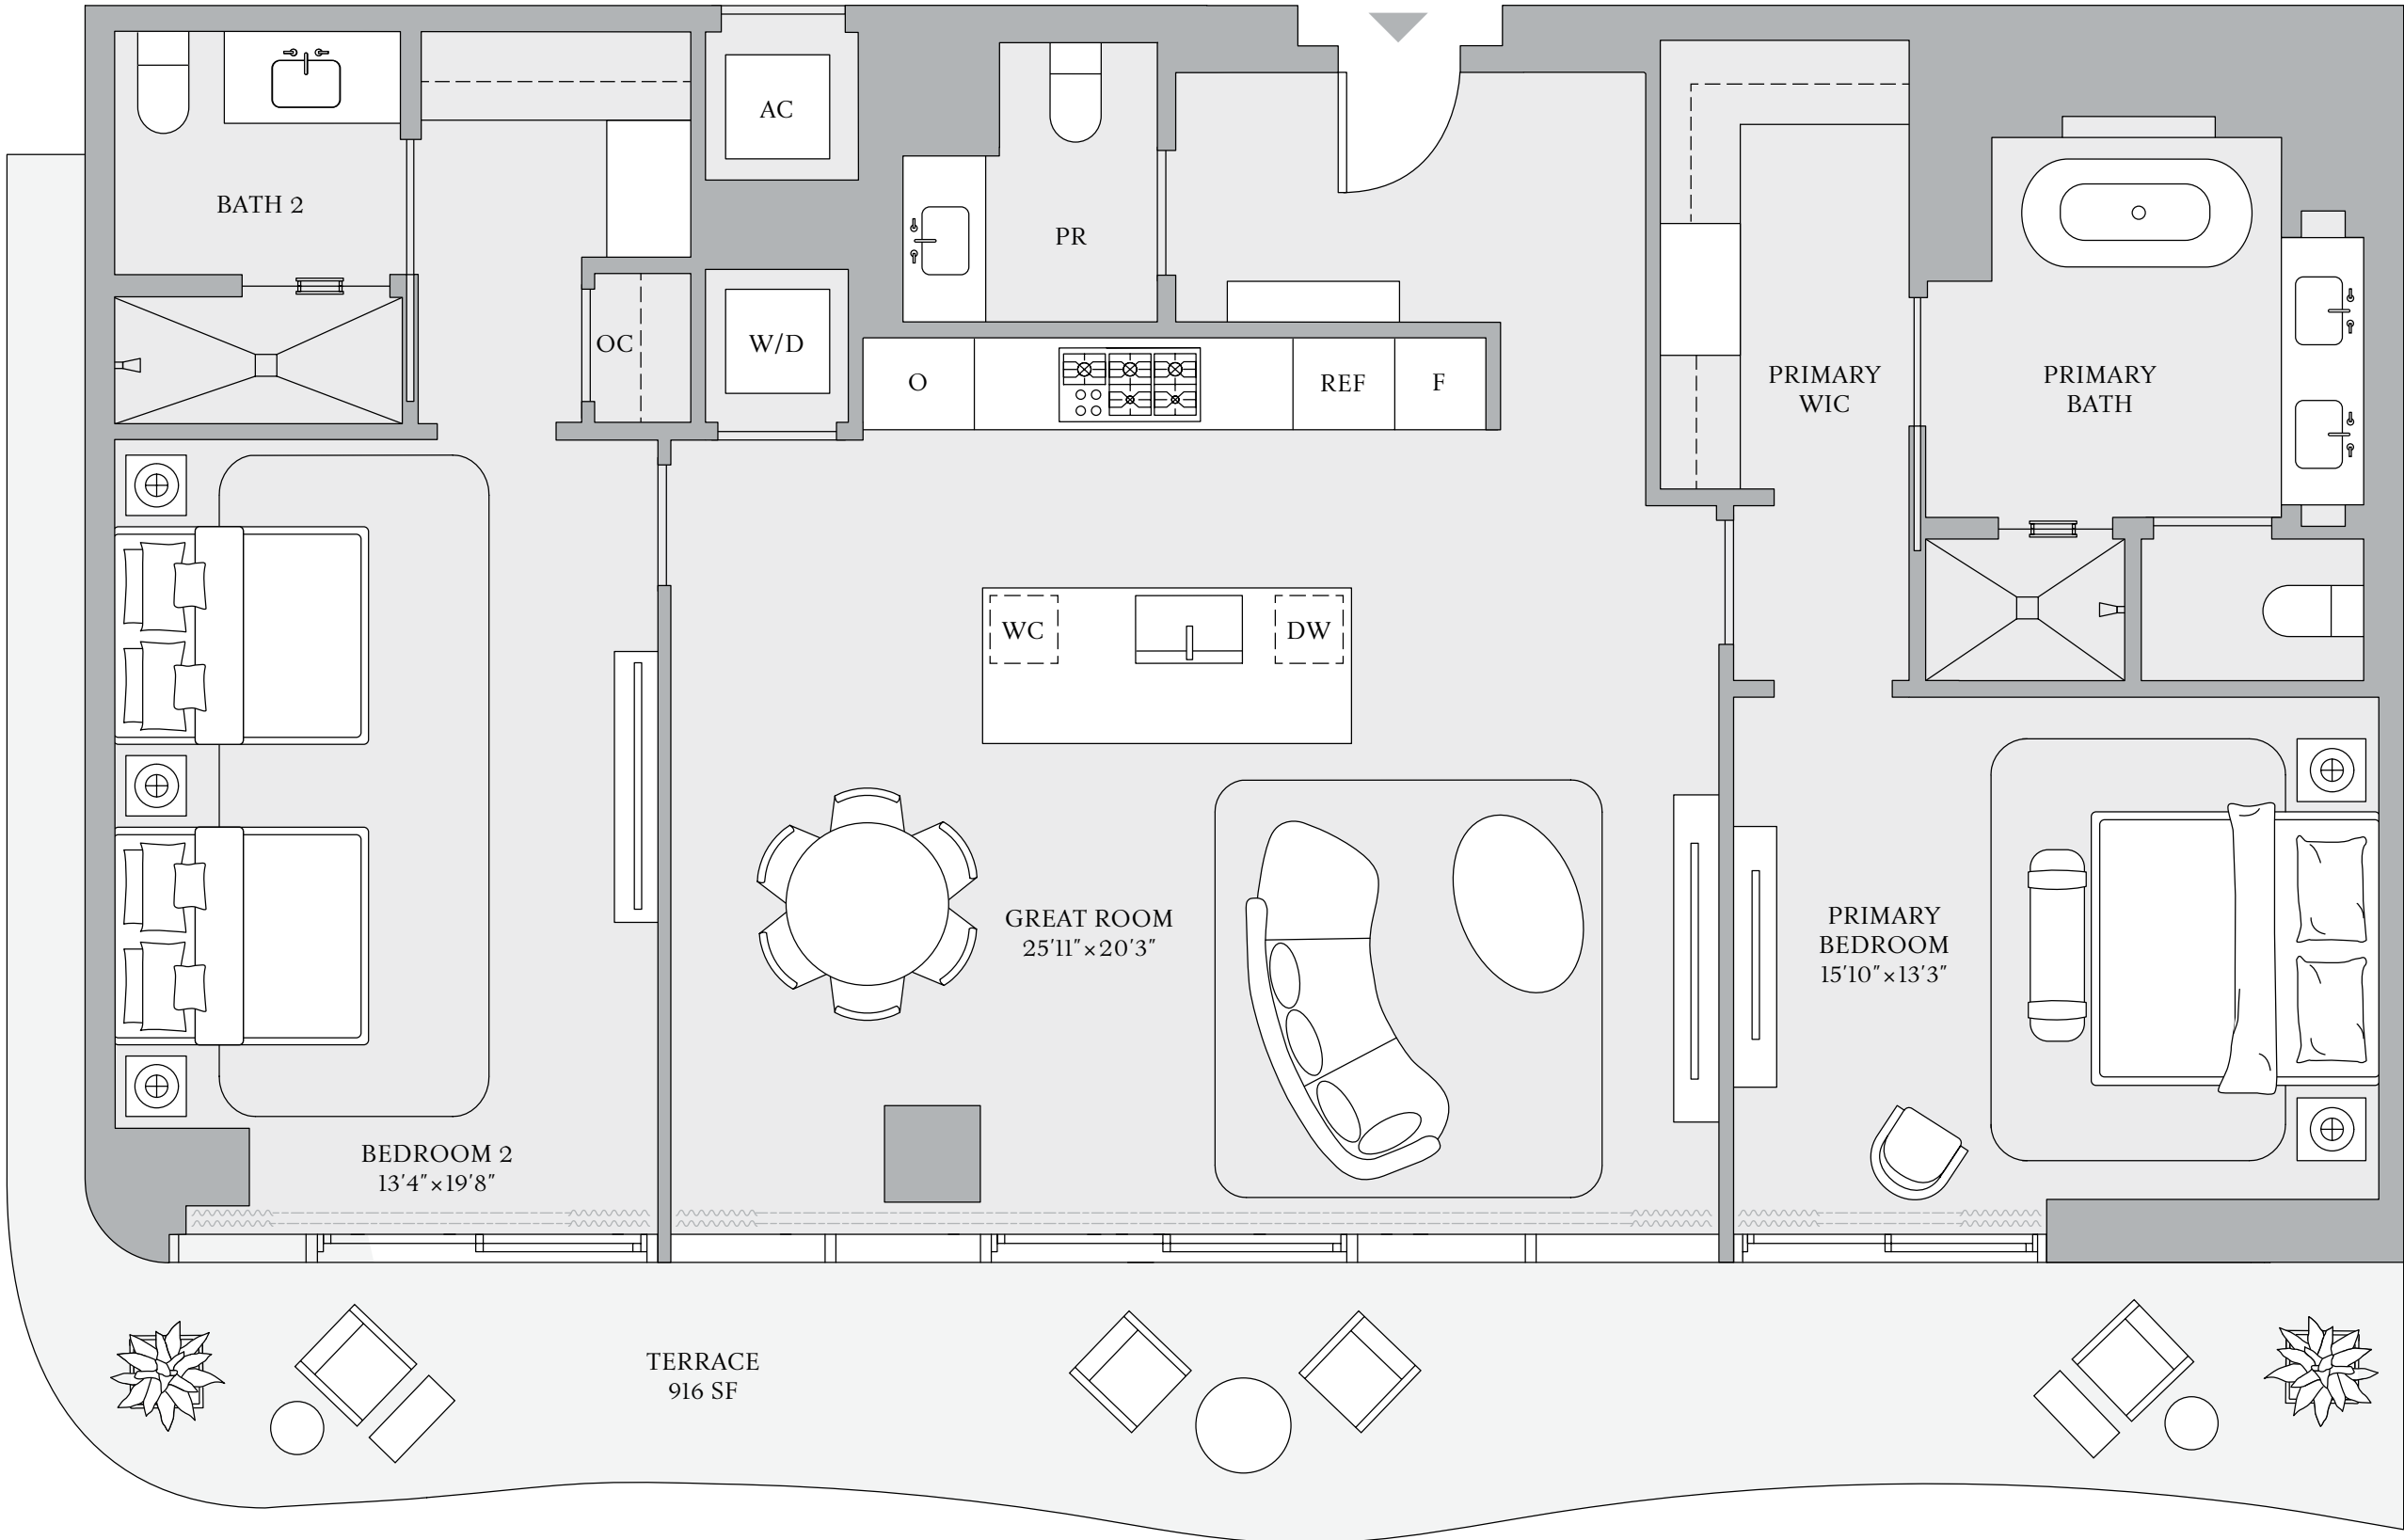 AC
BATH 2
PR
OC
W/D
O
REF
F
PRIMARY
WIC
PRIMARY
BATH
WC
DW
GREAT ROOM
25'11"×20'3"
PRIMARY
BEDROOM
15'10"×13'3"
BEDROOM 2
13'4"×19'8"
TERRACE
916 SF